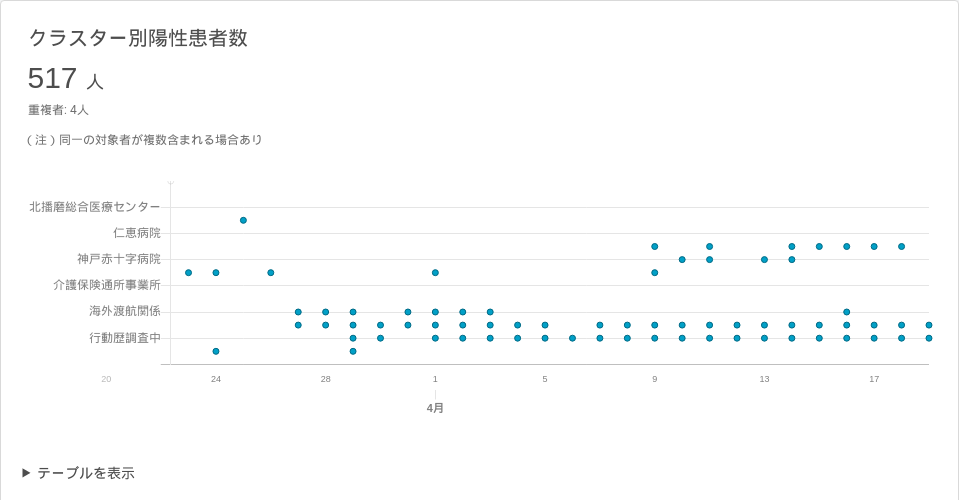 クラスター別陽性患者数
517 人
重複者: 4人
（注）同一の対象者が複数含まれる場合あり
北播磨総合医療センター
仁恵病院
神戸赤十字病院
介護保険通所事業所
海外渡航関係
行動歴調査中
20 24 28 1 5 9 13 17
4月
▶ テーブルを表示